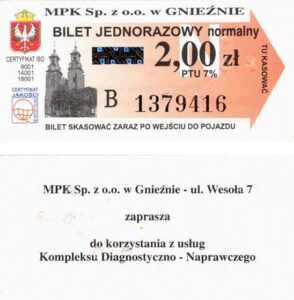 MPK Sp. z o.o. w GNIEŹNIE
BILET JEDNORAZOWY normalny
2,00 zł
PTU 7%
TU KASOWAĆ
CERTYFIKAT ISO
9001
14001
18001
CERTYFIKAT
JAKOŚCI
B 1379416
BILET SKASOWAĆ ZARAZ PO WEJŚCIU DO POJAZDU
MPK Sp. z o.o. w Gnieźnie - ul. Wesoła 7
zaprasza
do korzystania z usług
Kompleksu Diagnostyczno - Naprawczego